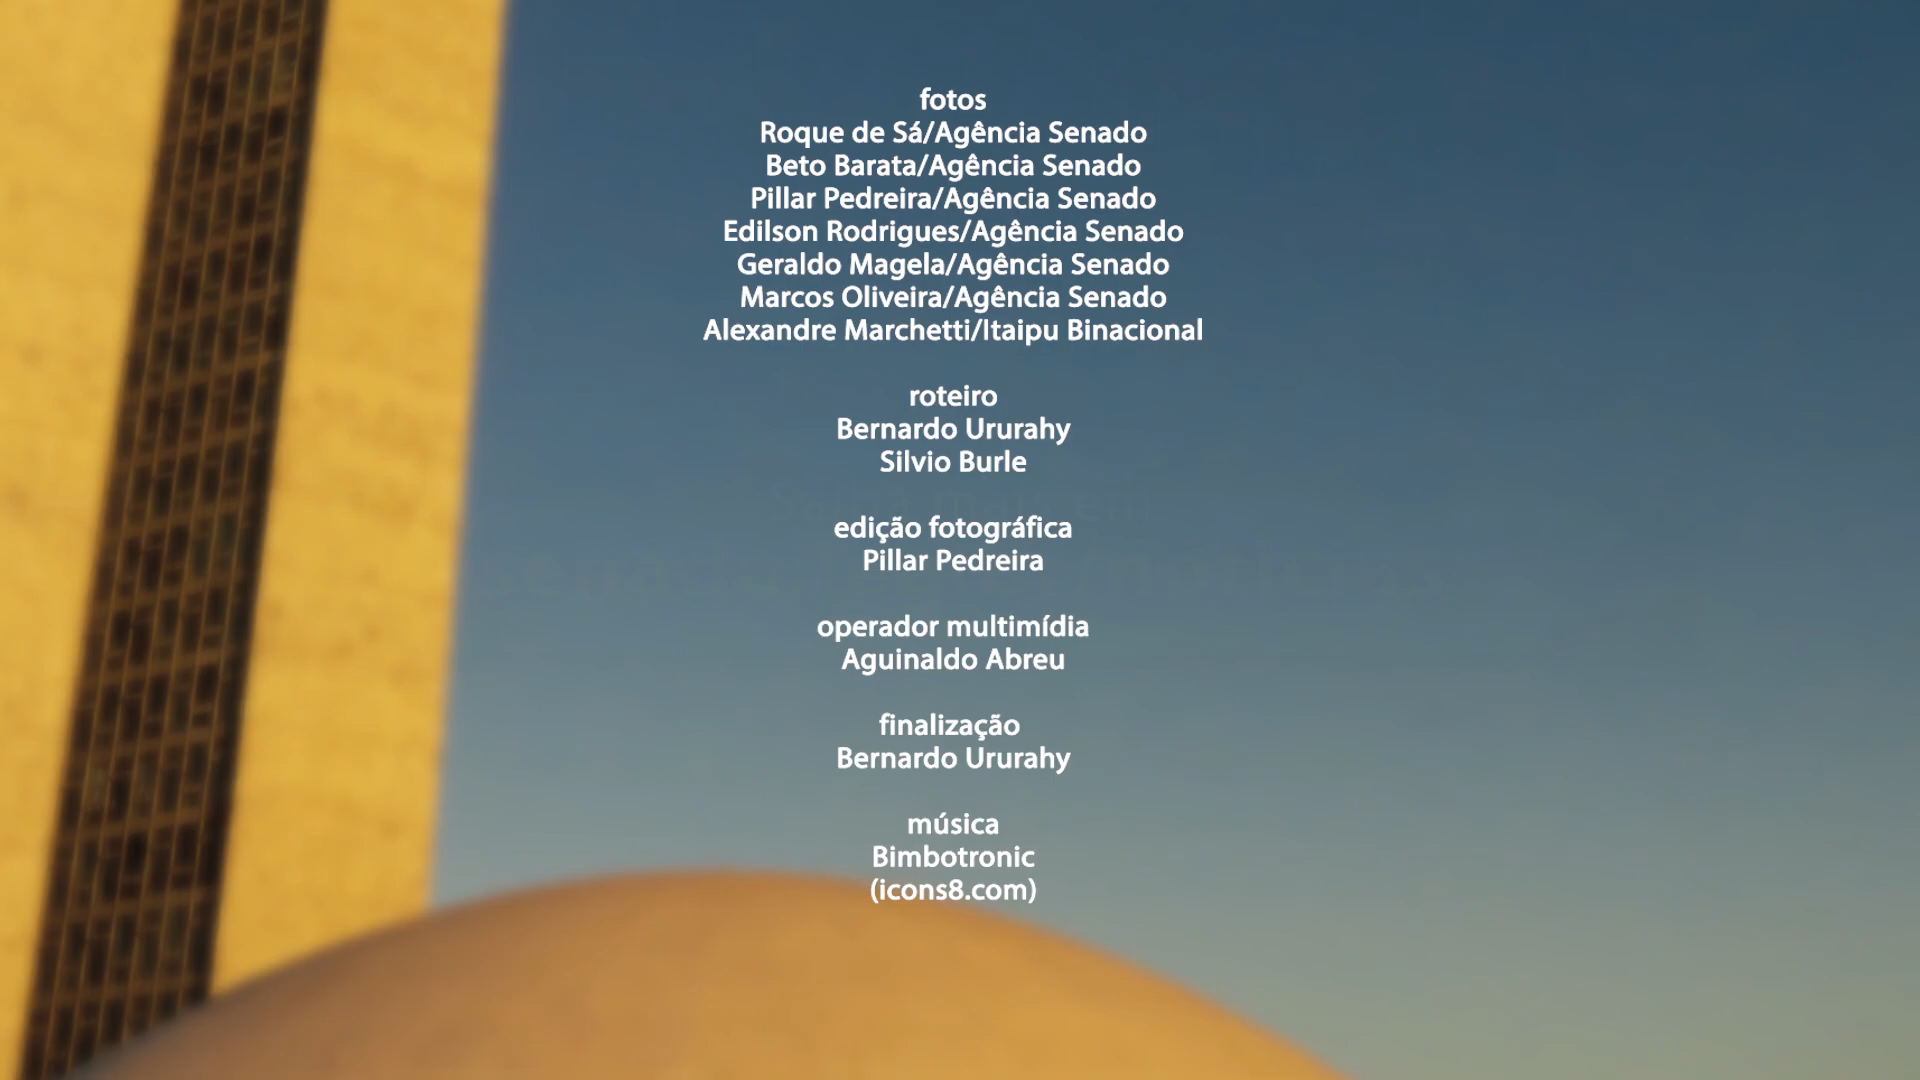 fotos
Roque de Sá/Agência Senado
Beto Barata/Agência Senado
Pillar Pedreira/Agência Senado
Edilson Rodrigues/Agência Senado
Geraldo Magela/Agência Senado
Marcos Oliveira/Agência Senado
Alexandre Marchetti/Itaipu Binacional
roteiro
Bernardo Ururahy
Silvio Burle
edição fotográfica
Pillar Pedreira
operador multimídia
Aguinaldo Abreu
finalização
Bernardo Ururahy
música
Bimbotronic
(icons8.com)